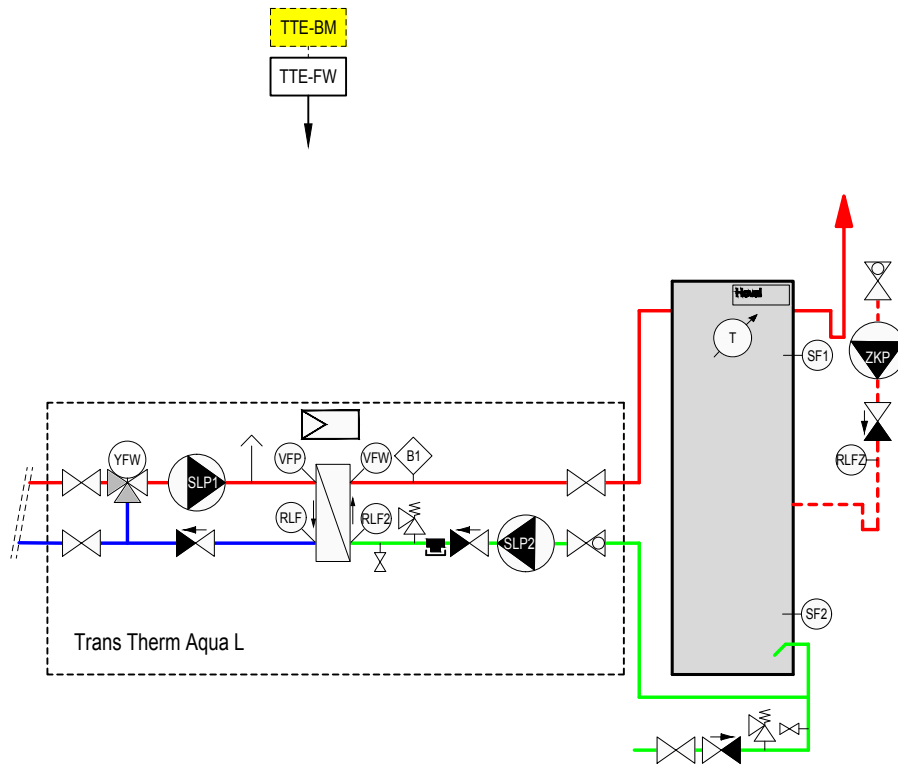 TTE-BM
TTE-FW
Hoval
T
SF1
ZKP
YFW
VFP
VFW
B1
RLFZ
SLP1
RLF
RLF2
SLP2
SF2
Trans Therm Aqua L